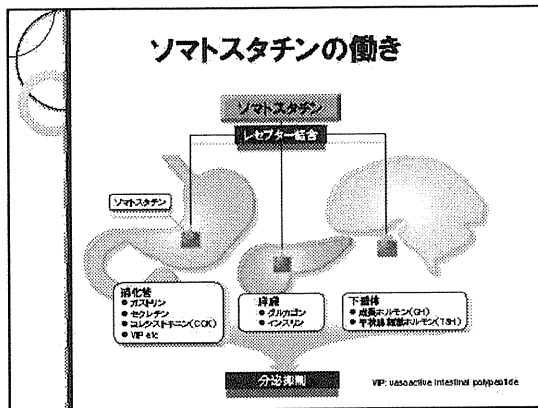 ソマトスタチンの働き
ソマトスタチン
レセプター結合
ソマトスタチン
消化管
● ガストリン
● セクレチン
● コレシストキニン(CCK)
● VIP etc
膵臓
● グルカゴン
● インスリン
下垂体
● 成長ホルモン(GH)
● 甲状腺刺激ホルモン(TSH)
分泌抑制
VIP: vasoactive intestinal polypeptide